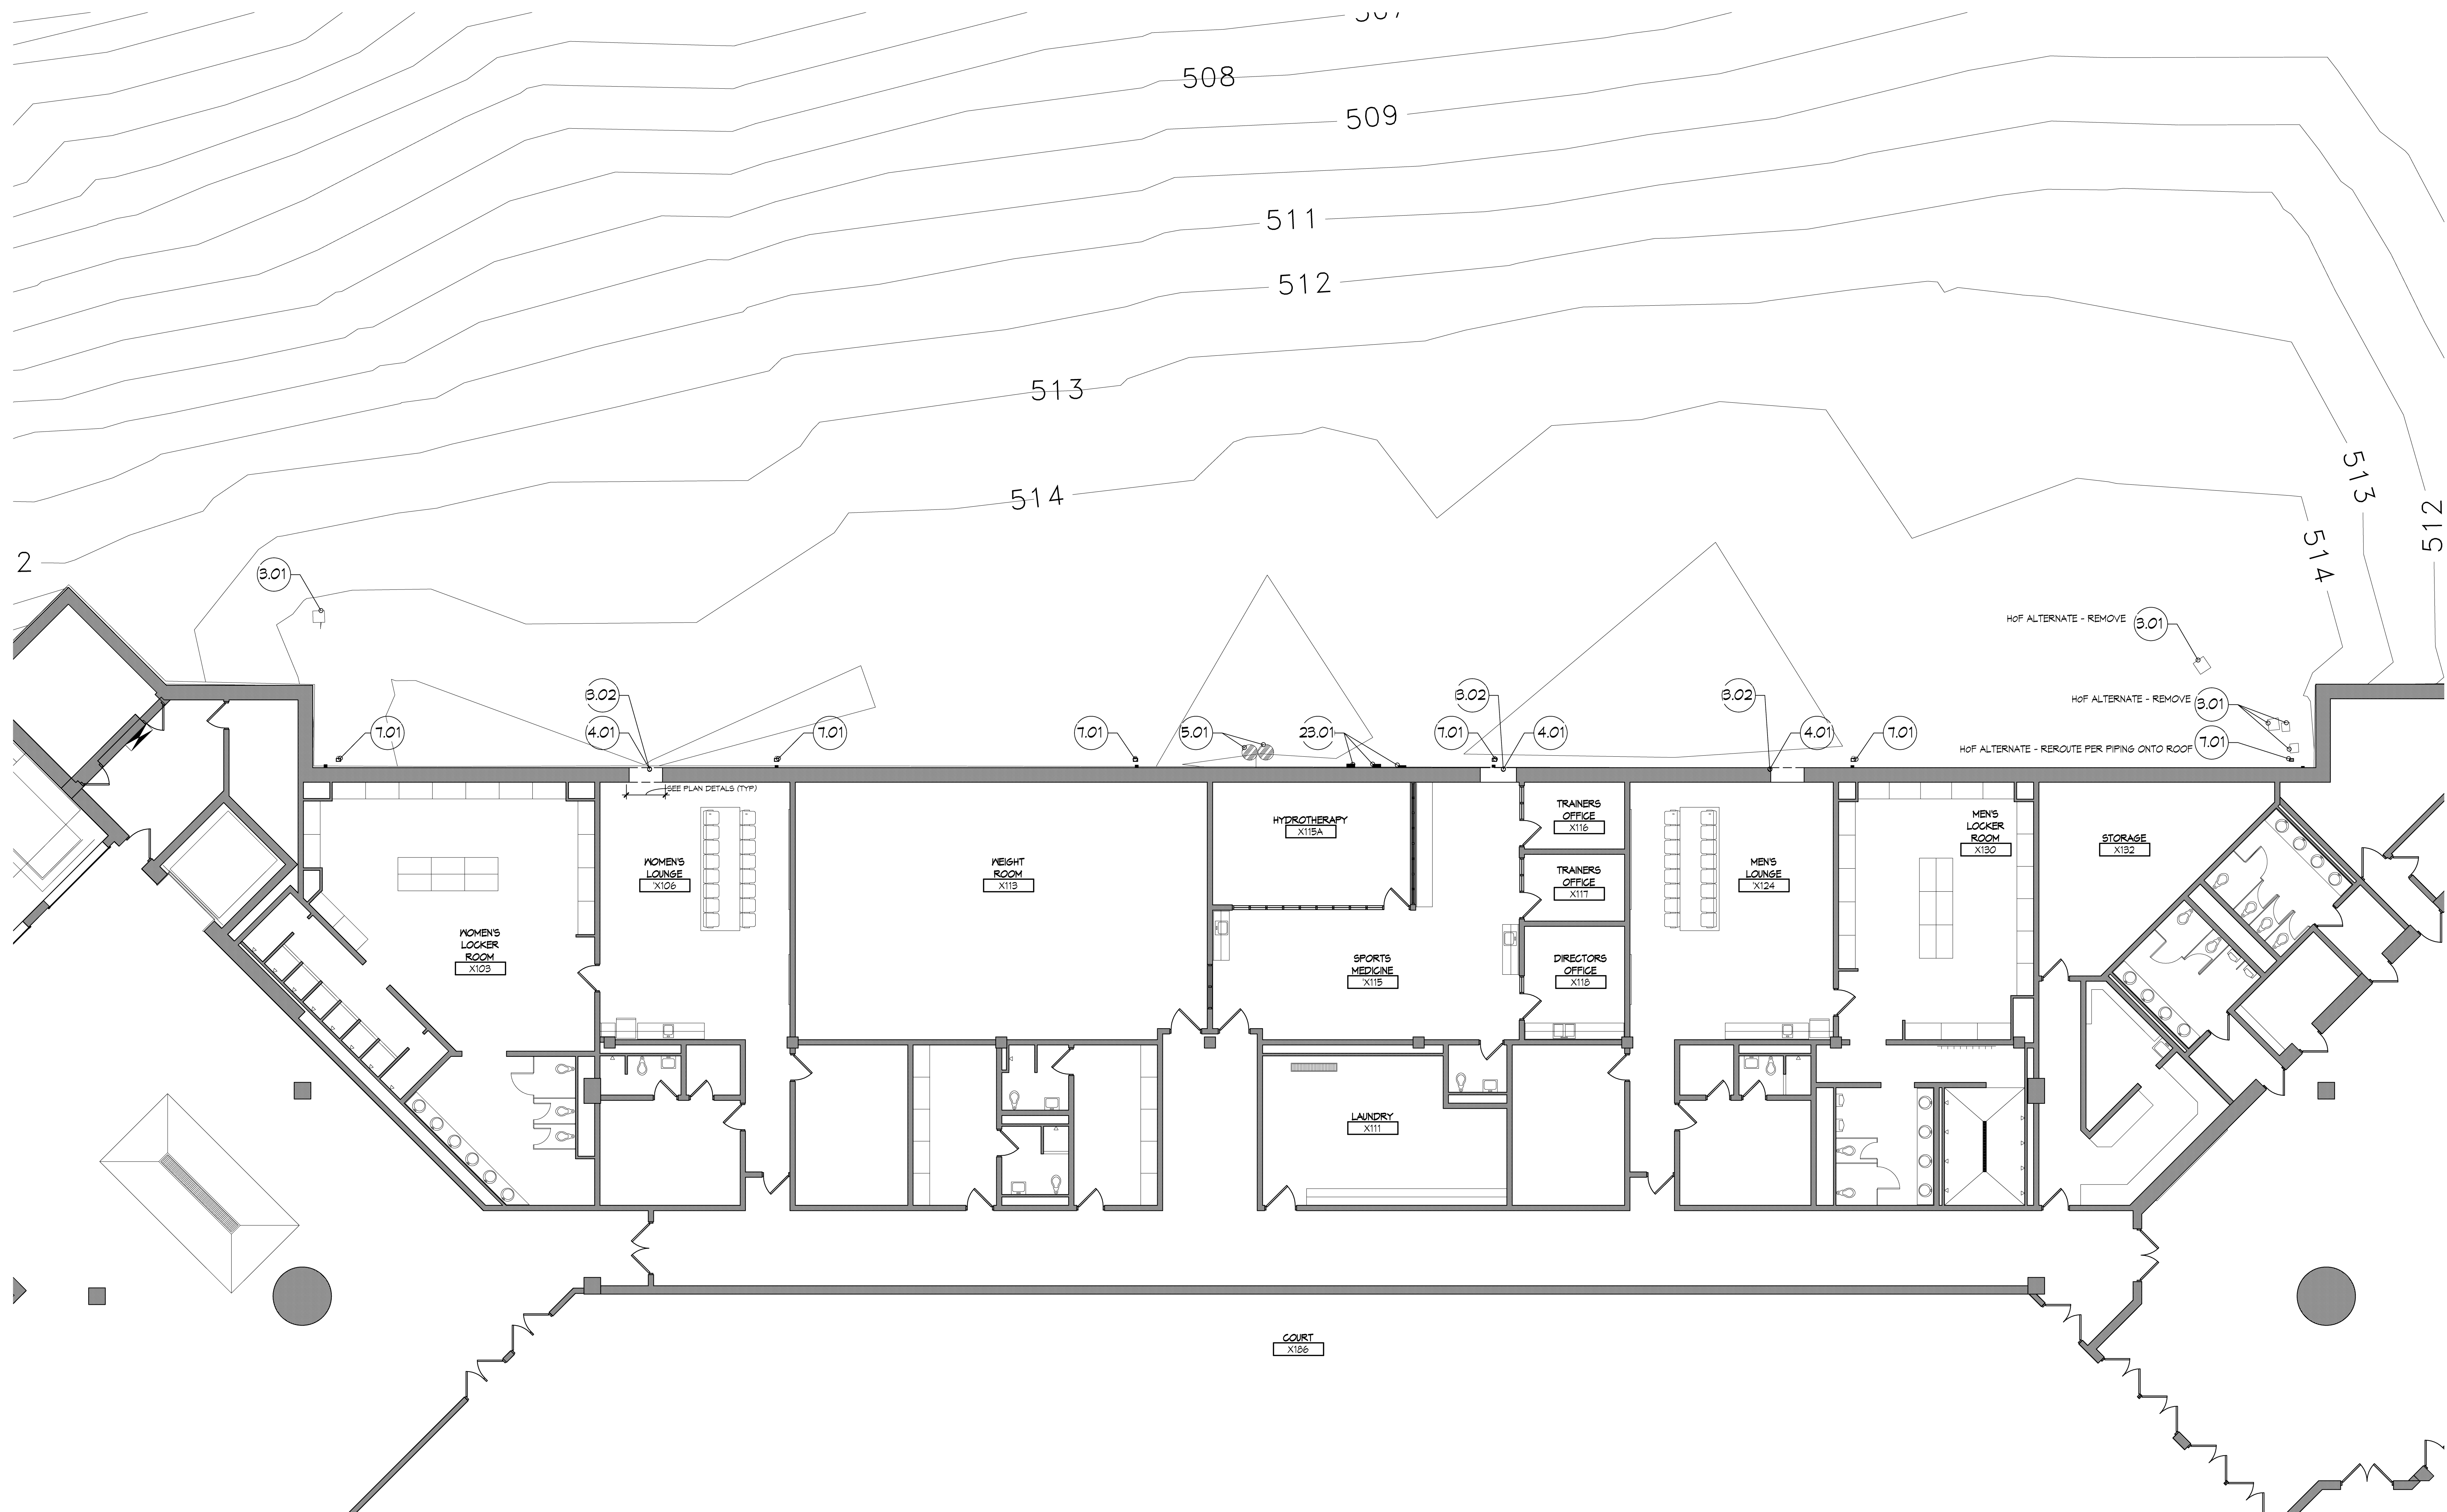 508
509
511
512
513
514
513
512
514
2
3.01
HoF ALTERNATE - REMOVE
3.01
3.02
3.02
3.02
HoF ALTERNATE - REMOVE
3.01
7.01
4.01
7.01
7.01
5.01
23.01
7.01
4.01
4.01
7.01
HoF ALTERNATE - REROUTE PER PIPING ONTO ROOF
7.01
SEE PLAN DETALS (TYP)
HYDROTHERAPY
X115A
TRAINERS
OFFICE
X116
MEN'S
LOCKER
ROOM
X130
STORAGE
X132
WOMEN'S
LOUNGE
'X106
WEIGHT
ROOM
X113
TRAINERS
OFFICE
X117
MEN'S
LOUNGE
'X124
WOMEN'S
LOCKER
ROOM
X103
SPORTS
MEDICINE
'X115
DIRECTORS
OFFICE
X118
LAUNDRY
X111
COURT
X186